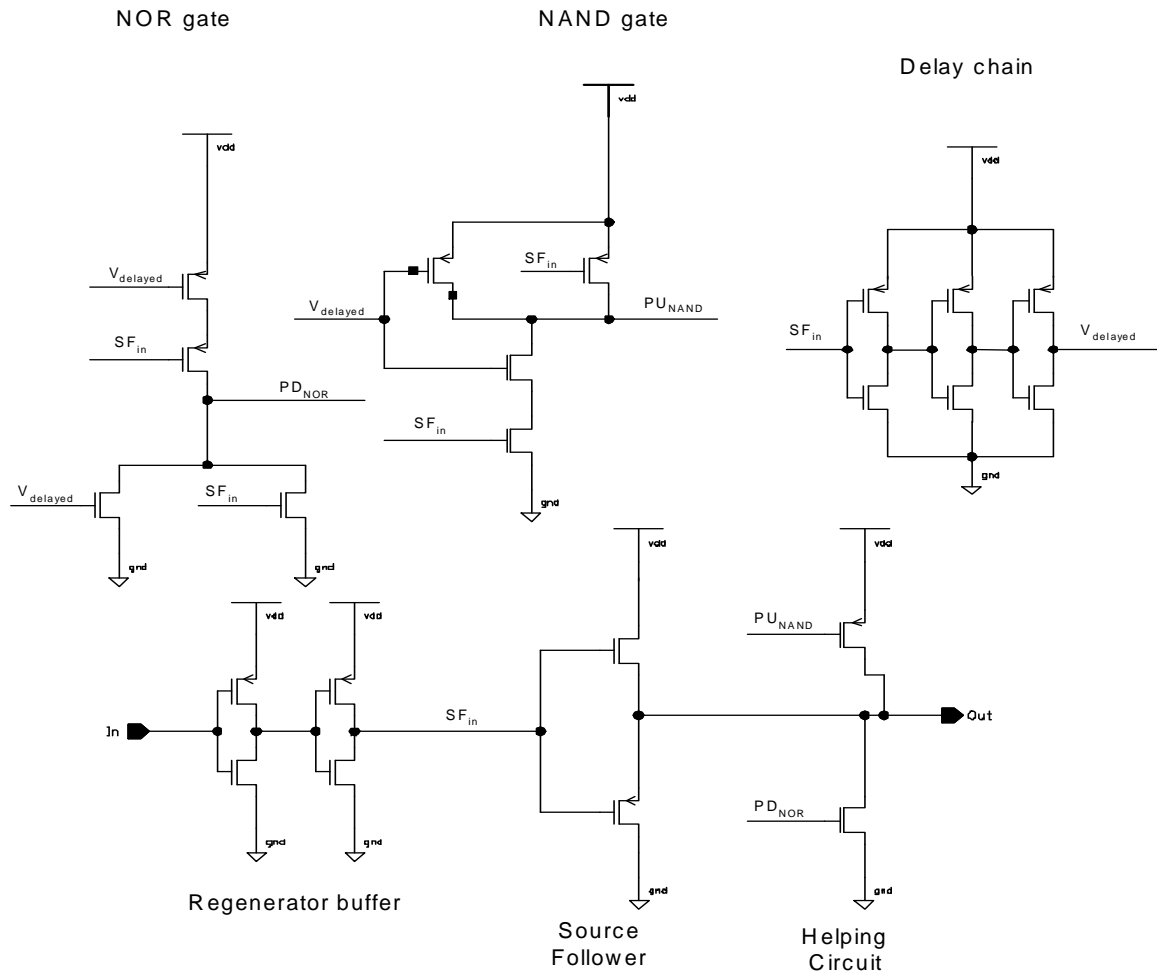 NOR gate
NAND gate
Delay chain
vdd
vdd
vdd
V_delayed
SF_in
PD_NOR
V_delayed
SF_in
gnd
gnd
SF_in
V_delayed
PU_NAND
SF_in
gnd
SF_in
V_delayed
gnd
vdd
vdd
In
gnd
gnd
SF_in
Regenerator buffer
vdd
gnd
Source
Follower
vdd
PU_NAND
Out
PD_NOR
gnd
Helping
Circuit